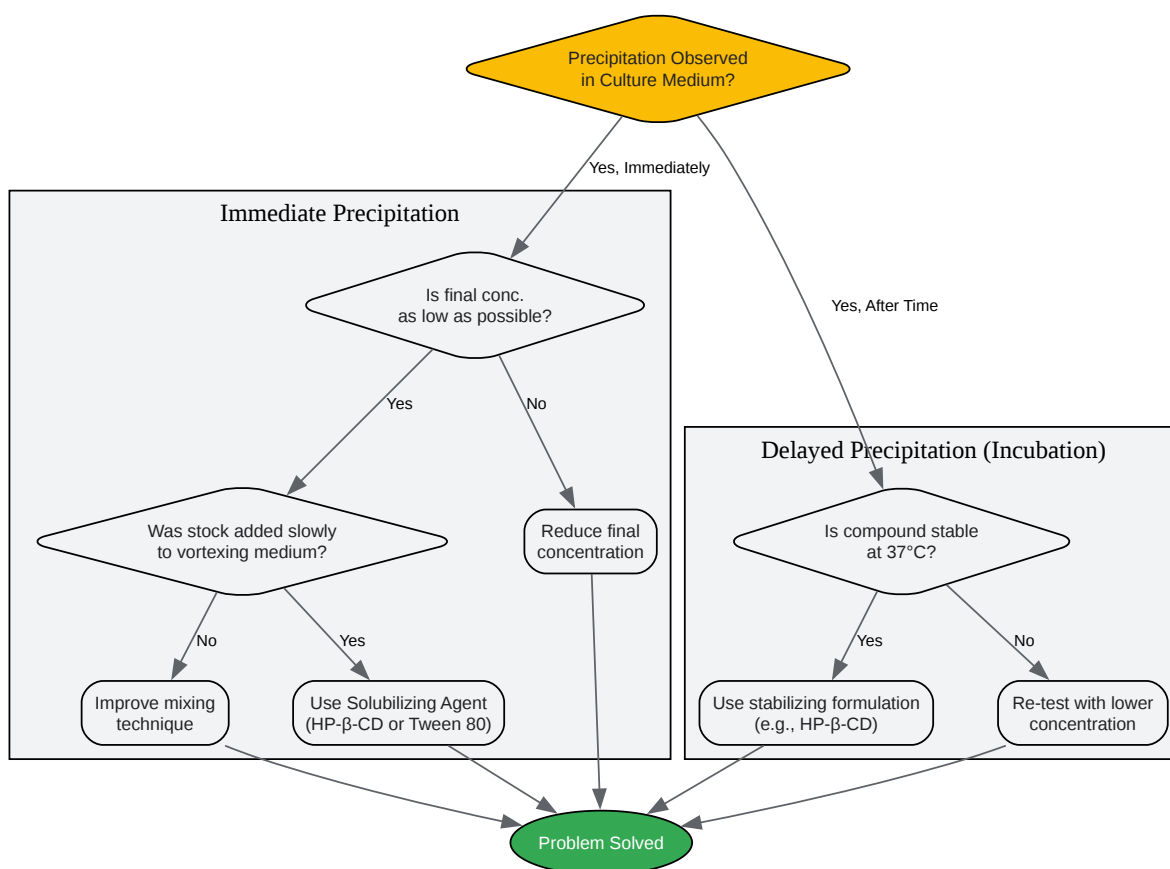 Precipitation Observed
in Culture Medium?
Yes, Immediately
Immediate Precipitation
Is final conc.
as low as possible?
Yes, After Time
Yes
No
Delayed Precipitation (Incubation)
Was stock added slowly
to vortexing medium?
Reduce final
concentration
Is compound stable
at 37°C?
No
Yes
Yes
No
Improve mixing
technique
Use Solubilizing Agent
(HP-β-CD or Tween 80)
Use stabilizing formulation
(e.g., HP-β-CD)
Re-test with lower
concentration
Problem Solved